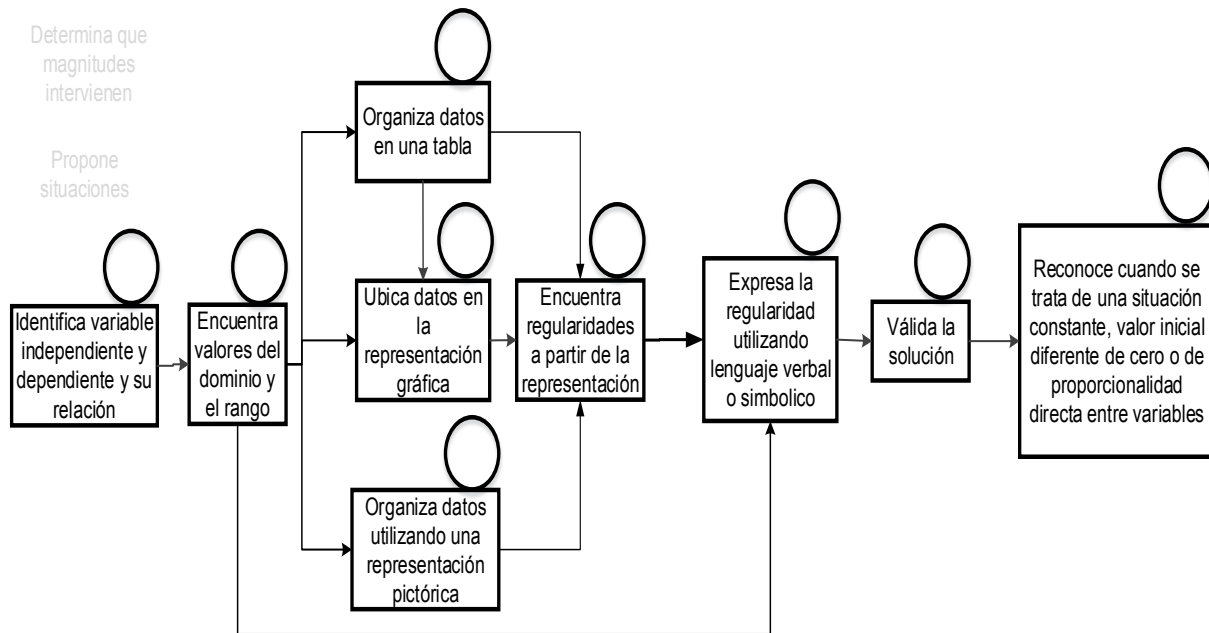 Determina que
magnitudes
intervienen
Propone
situaciones
Identifica variable
independiente y
dependiente y su
relación
Encuentra
valores del
dominio y
el rango
Organiza datos
en una tabla
Ubica datos en
la
representación
gráfica
Organiza datos
utilizando una
representación
pictórica
Encuentra
regularidades
a partir de la
representación
Expresa la
regularidad
utilizando
lenguaje verbal
o simbolico
Válida la
solución
Reconoce cuando se
trata de una situación
constante, valor inicial
diferente de cero o de
proporcionalidad
directa entre variables